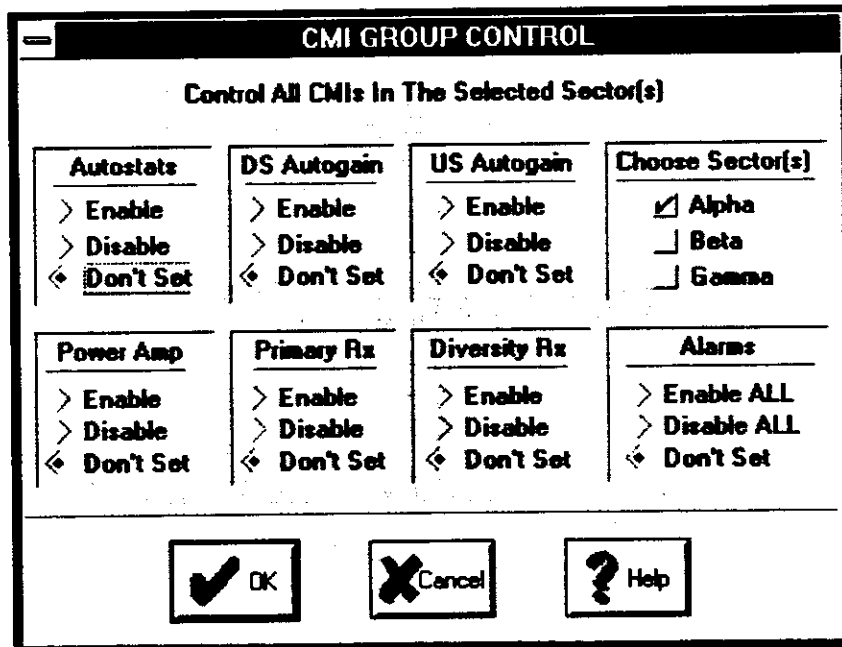 CMI GROUP CONTROL
Control All CMIs In The Selected Sector(s)
Autostats
Enable
Disable
Don't Set
DS Autogain
Enable
Disable
Don't Set
US Autogain
Enable
Disable
Don't Set
Choose Sector(s)
Alpha
Beta
Gamma
Power Amp
Enable
Disable
Don't Set
Primary Rx
Enable
Disable
Don't Set
Diversity Rx
Enable
Disable
Don't Set
Alarms
Enable ALL
Disable ALL
Don't Set
OK
Cancel
Help